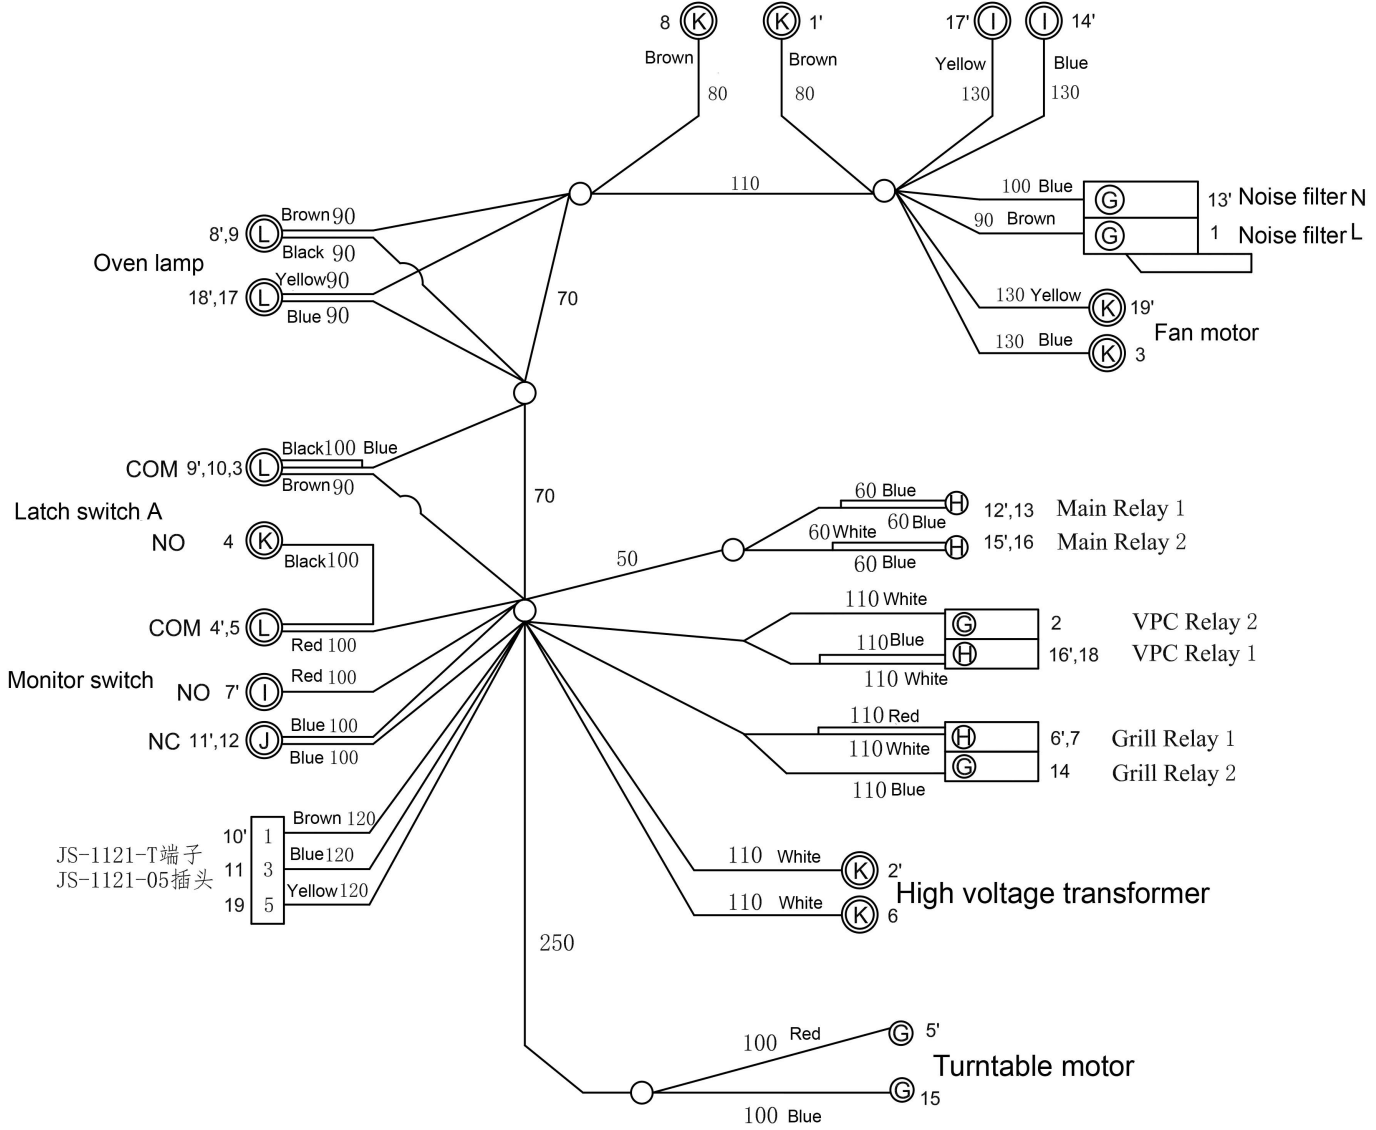 8 K K 1' 17' I I 14'
Brown Brown Yellow Blue
80 80 130 130
110
100 Blue G 13' Noise filter N
90 Brown G 1 Noise filter L
8',9 L Brown 90
Black 90
Oven lamp
18',17 L Yellow 90
Blue 90
70
130 Yellow K 19'
Fan motor
130 Blue K 3
COM 9',10,3 L Black 100 Blue
Brown 90
70
Latch switch A
NO 4 K
Black 100
60 Blue H 12',13 Main Relay 1
60 Blue
60 White H 15',16 Main Relay 2
60 Blue
50
COM 4',5 L
Red 100
110 White G 2 VPC Relay 2
110 Blue H 16',18 VPC Relay 1
110 White
Monitor switch
NO 7' I Red 100
NC 11',12 J Blue 100
Blue 100
110 Red H 6',7 Grill Relay 1
110 White
G 14 Grill Relay 2
110 Blue
10' 1 Brown 120
JS-1121-T端子
11 3 Blue 120
JS-1121-05插头
19 5 Yellow 120
110 White K 2'
High voltage transformer
110 White K 6
250
100 Red G 5'
Turntable motor
G 15
100 Blue